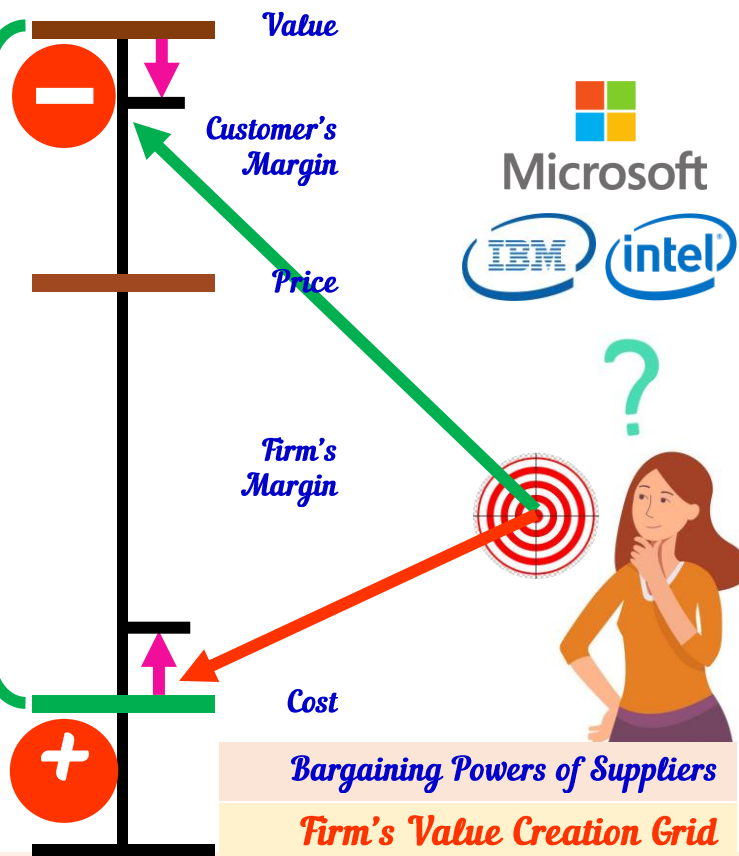 Value
Customer's
Margin
Microsoft
IBM
intel®
Price
?
Firm's
Margin
Cost
Bargaining Powers of Suppliers
Firm's Value Creation Grid